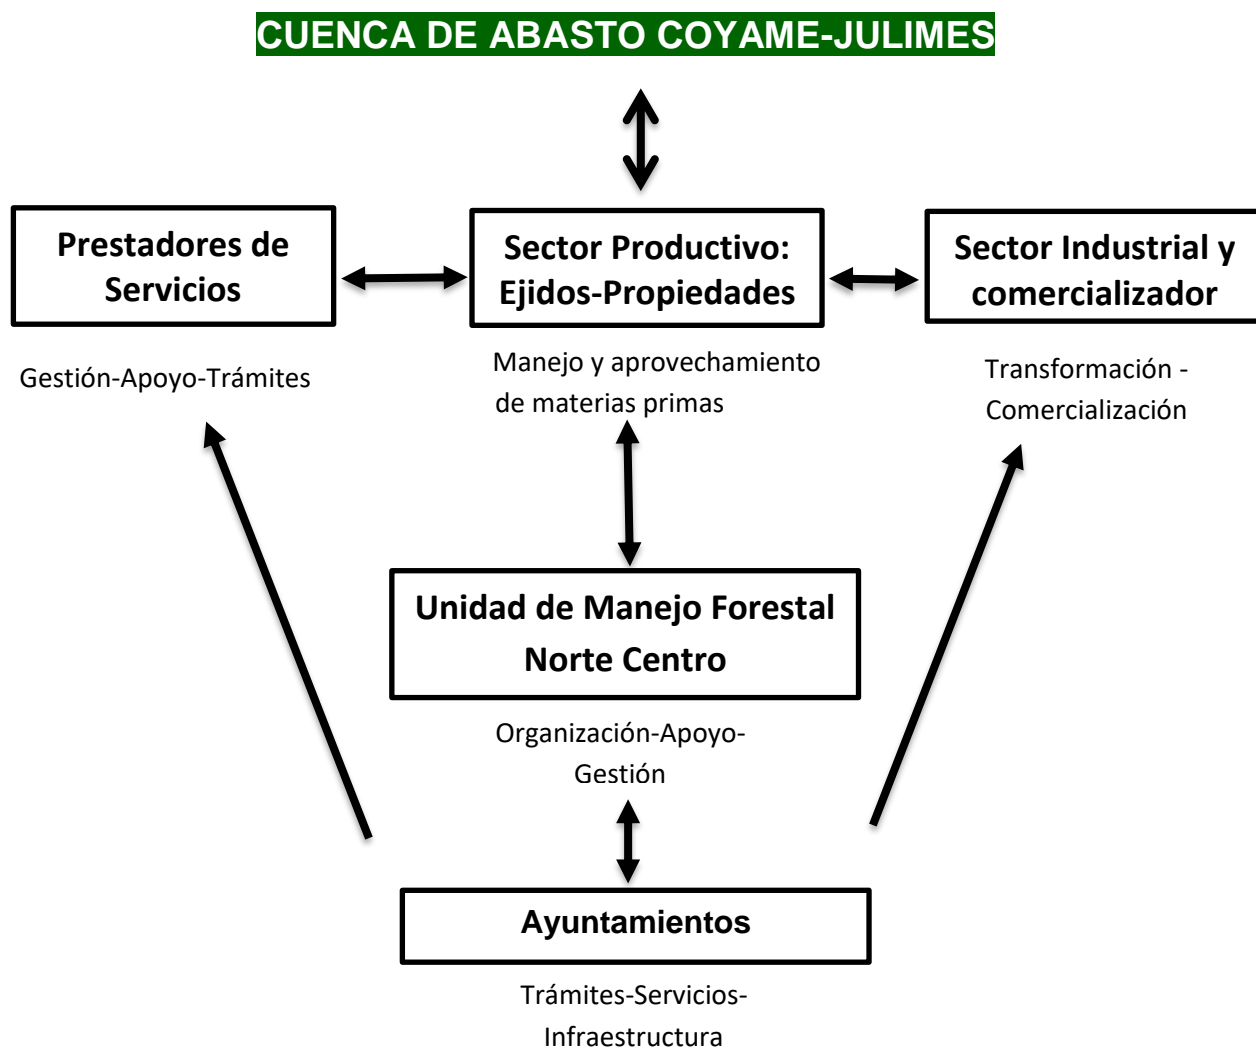 CUENCA DE ABASTO COYAME-JULIMES
Prestadores de
Servicios
Gestión-Apoyo-Trámites
Sector Productivo:
Ejidos-Propiedades
Manejo y aprovechamiento
de materias primas
Sector Industrial y
comercializador
Transformación -
Comercialización
Unidad de Manejo Forestal
Norte Centro
Organización-Apoyo-
Gestión
Ayuntamientos
Trámites-Servicios-
Infraestructura